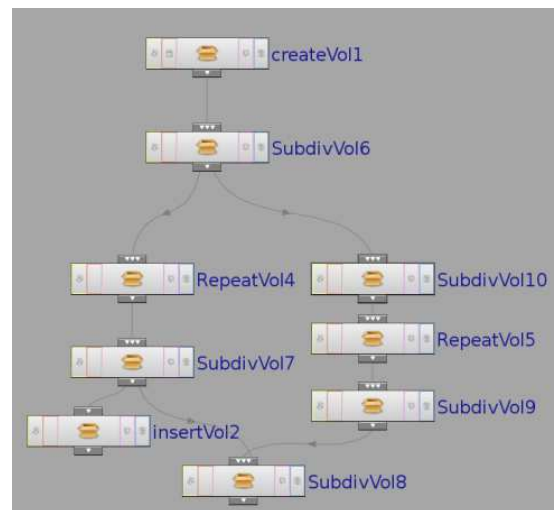 createVol1
SubdivVol6
RepeatVol4
SubdivVol10
RepeatVol5
SubdivVol7
SubdivVol9
insertVol2
SubdivVol8